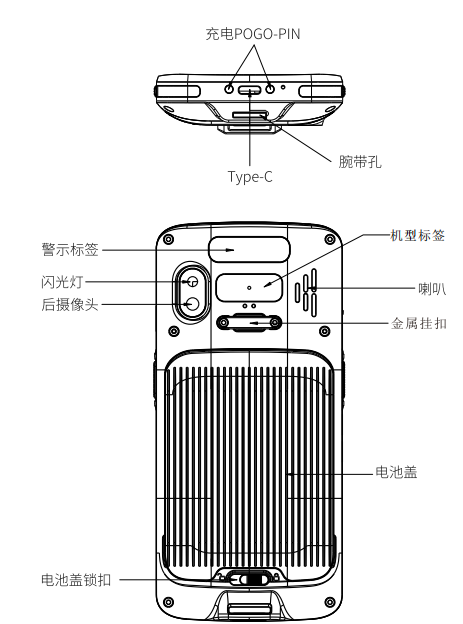 充电POGO-PIN
腕带孔
Type-C
机型标签
警示标签
闪光灯
喇叭
后摄像头
金属挂扣
电池盖
电池盖锁扣